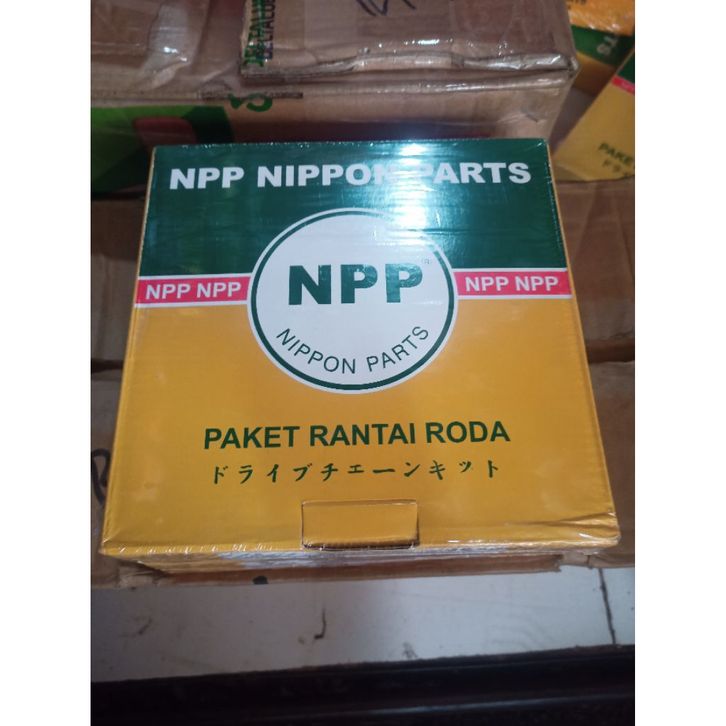 NPP NIPPON PARTS
NPP NPP
NPP
®
NPP NPP
NIPPON PARTS
PAKET RANTAI RODA
ドライブチェーンキット
PAKET